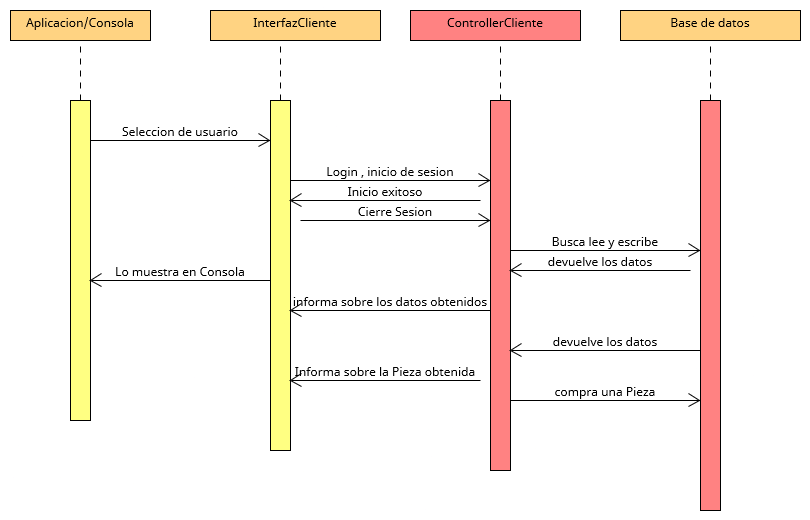 Aplicacion/Consola
InterfazCliente
ControllerCliente
Base de datos
Seleccion de usuario
Login , inicio de sesion
Inicio exitoso
Cierre Sesion
Busca lee y escribe
devuelve los datos
Lo muestra en Consola
informa sobre los datos obtenidos
devuelve los datos
Informa sobre la Pieza obtenida
compra una Pieza